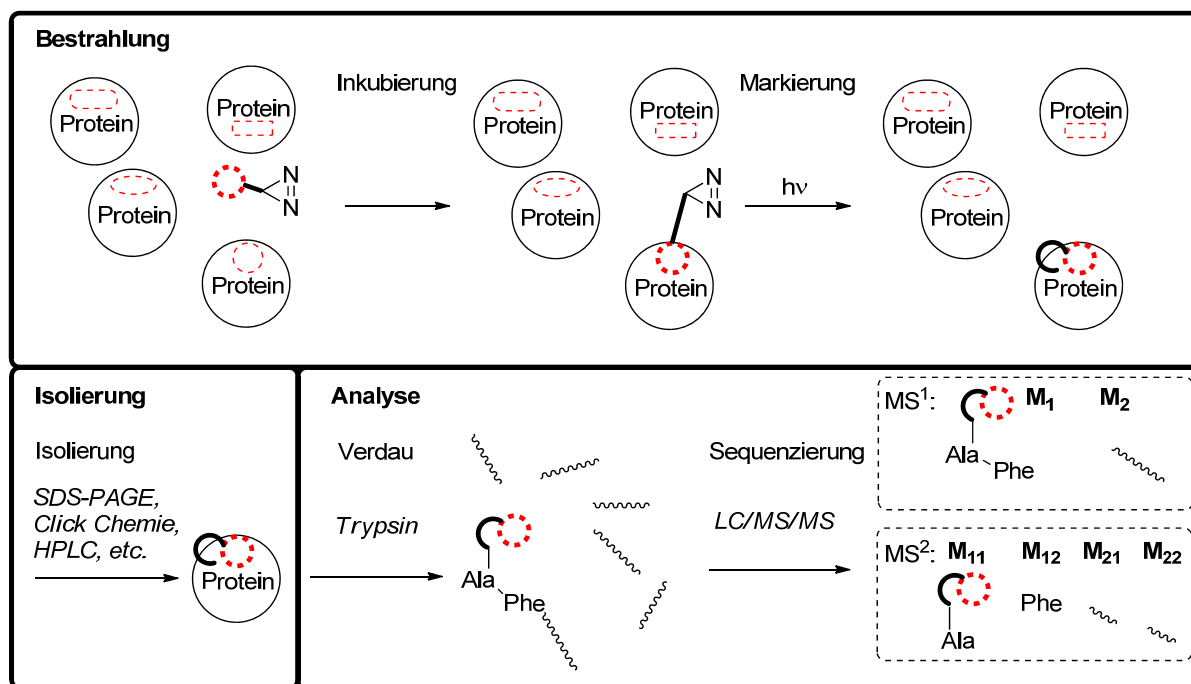 Bestrahlung
Inkubierung
Markierung
Protein
Protein
Protein
Protein
N
N
Protein
Protein
Protein
Protein
N
N
hν
Protein
Protein
Protein
Protein
Isolierung
Isolierung
SDS-PAGE,
Click Chemie,
HPLC, etc.
Protein
Analyse
Verdau
Trypsin
Ala
Phe
Sequenzierung
LC/MS/MS
MS¹: M₁ M₂
Ala
Phe
MS²: M₁₁ M₁₂ M₂₁ M₂₂
Phe
Ala